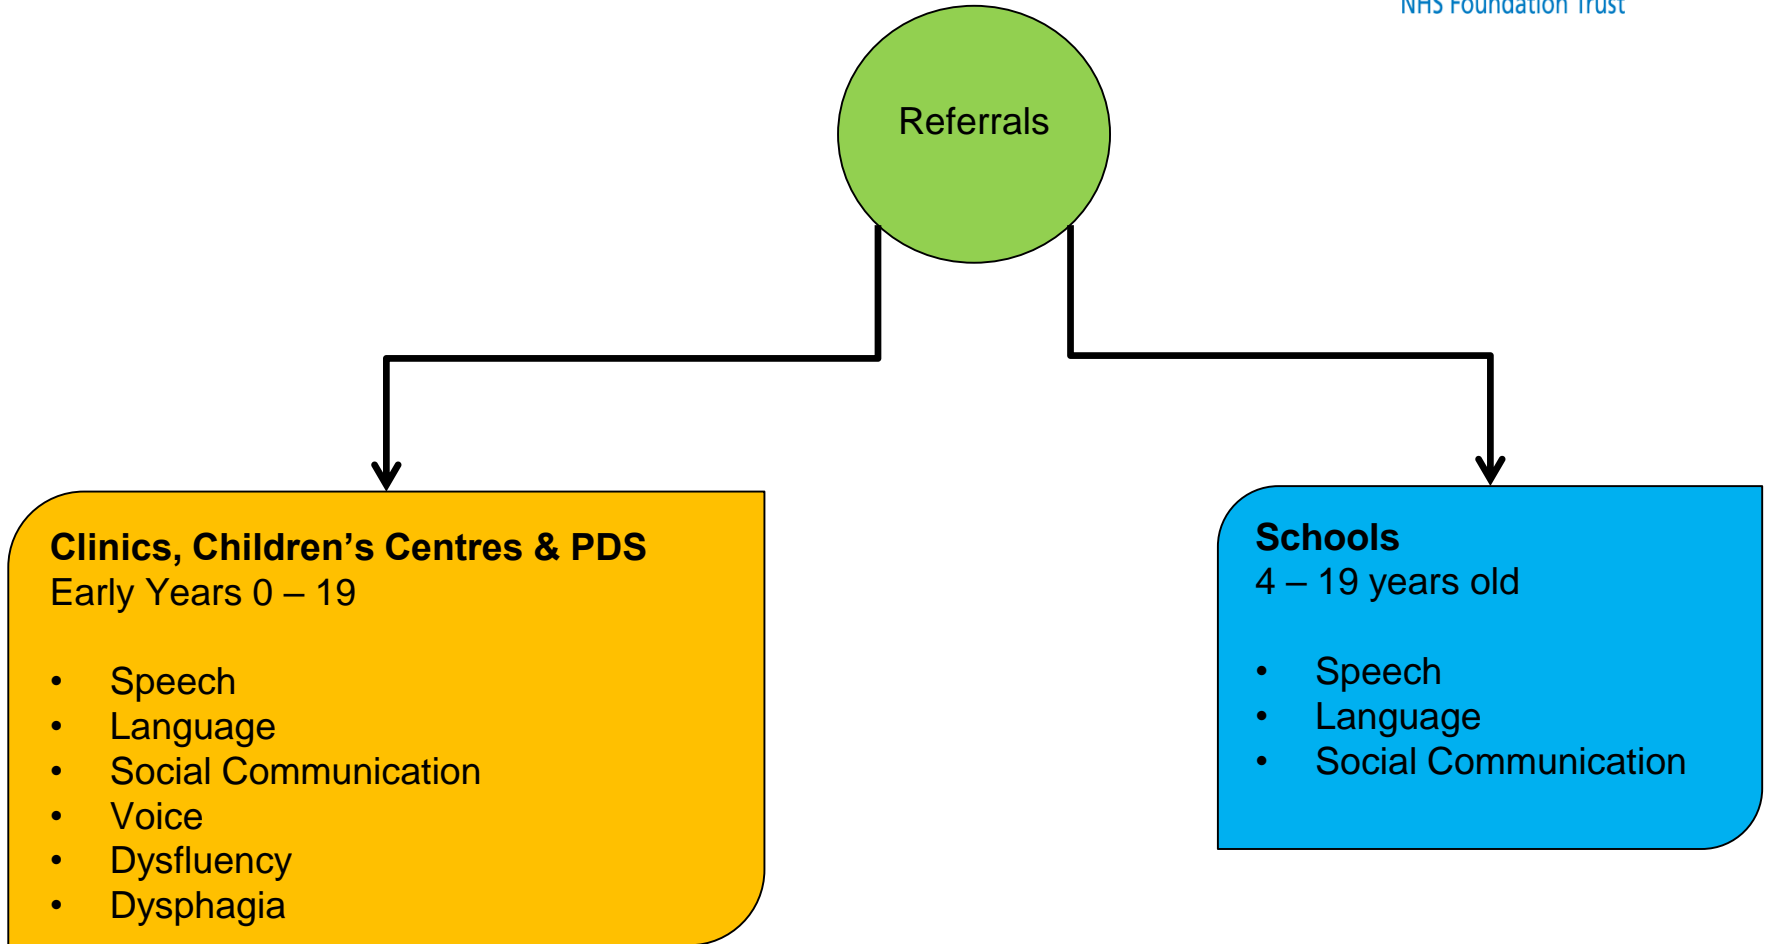 NHS Foundation Trust
Referrals
Clinics, Children’s Centres & PDS
Early Years 0 – 19
• Speech
• Language
• Social Communication
• Voice
• Dysfluency
• Dysphagia
Schools
4 – 19 years old
• Speech
• Language
• Social Communication